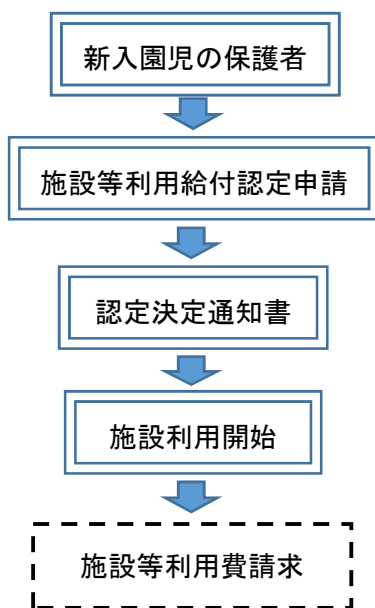 新入園児の保護者
施設等利用給付認定申請
認定決定通知書
施設利用開始
施設等利用費請求